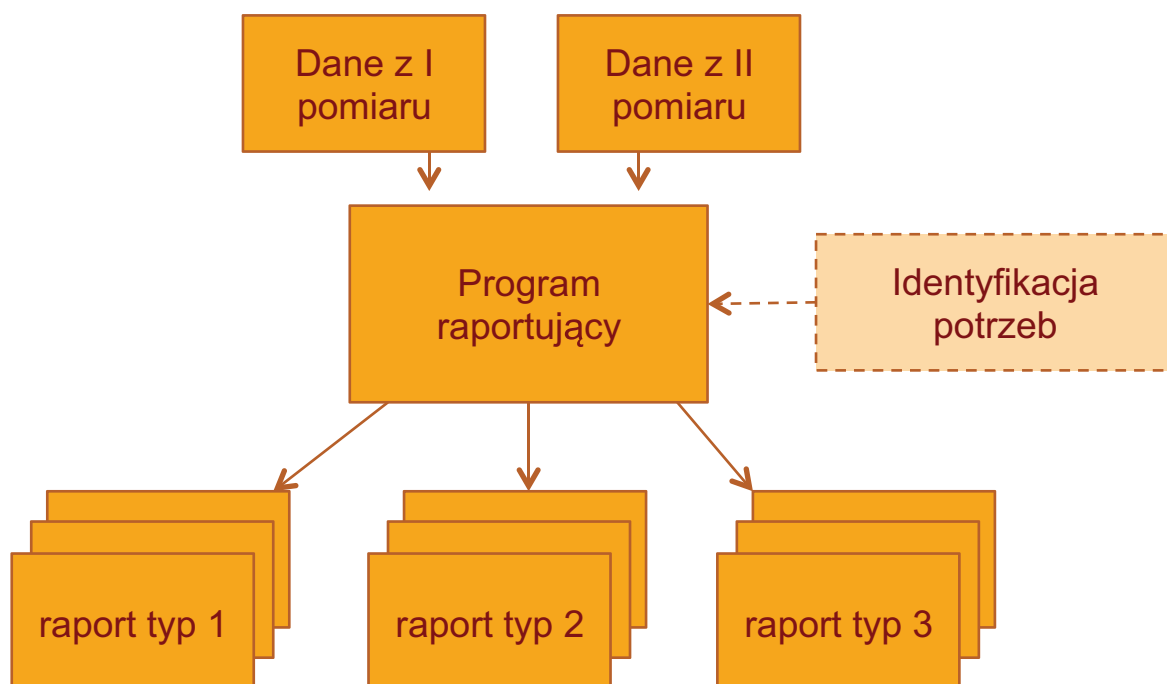 Dane z I
pomiaru
Dane z II
pomiaru
Program
raportujący
Identyfikacja
potrzeb
raport typ 1
raport typ 2
raport typ 3